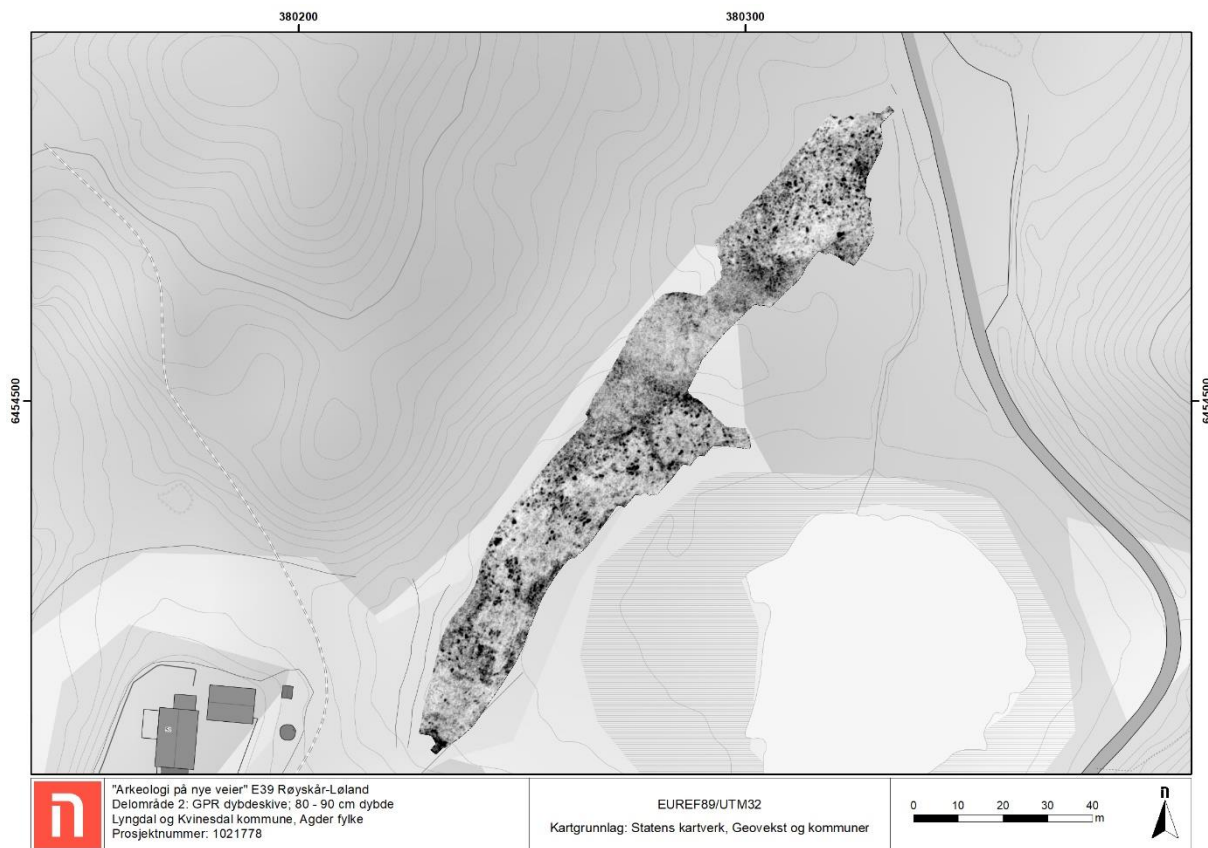 380200
380300
6454500
6454500
"Arkeologi på nye veier" E39 Røyskår-Løland
Delområde 2: GPR dybdeskive; 80 - 90 cm dybde
Lyngdal og Kvinesdal kommune, Agder fylke
Prosjektnummer: 1021778
EUREF89/UTM32
Kartgrunnlag: Statens kartverk, Geovekst og kommuner
0 10 20 30 40
m
n